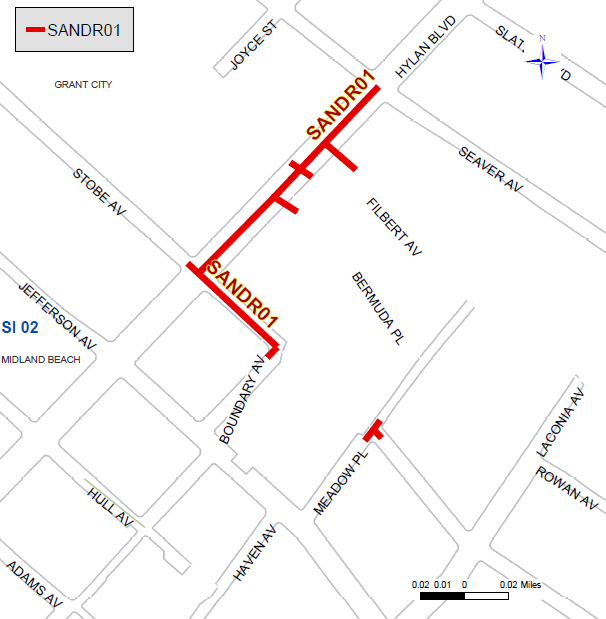 SANDR01
JOYCE ST
HYLAN BLVD
N
GRANT CITY
SANDR01
STOBE AV
SEAVER AV
FILBERT AV
SANDR01
BERMUDA PL
JEFFERSON AV
SI 02
MIDLAND BEACH
BOUNDARY AV
LACONIA AV
MEADOW PL
ROWAN AV
HULL AV
HAVEN AV
ADAMS AV
0.02 0.01 0 0.02 Miles